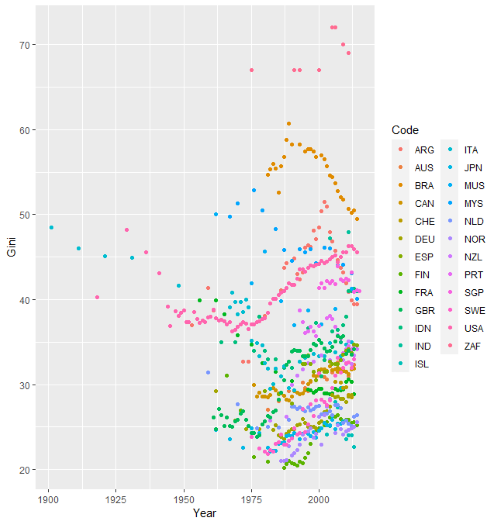 70
60
50
40
30
20
Gini
1900
1925
1950
1975
2000
Year
Code
ARG
AUS
BRA
CAN
CHE
DEU
ESP
FIN
FRA
GBR
IDN
IND
ISL
ITA
JPN
MUS
MYS
NLD
NOR
NZL
PRT
SGP
SWE
USA
ZAF